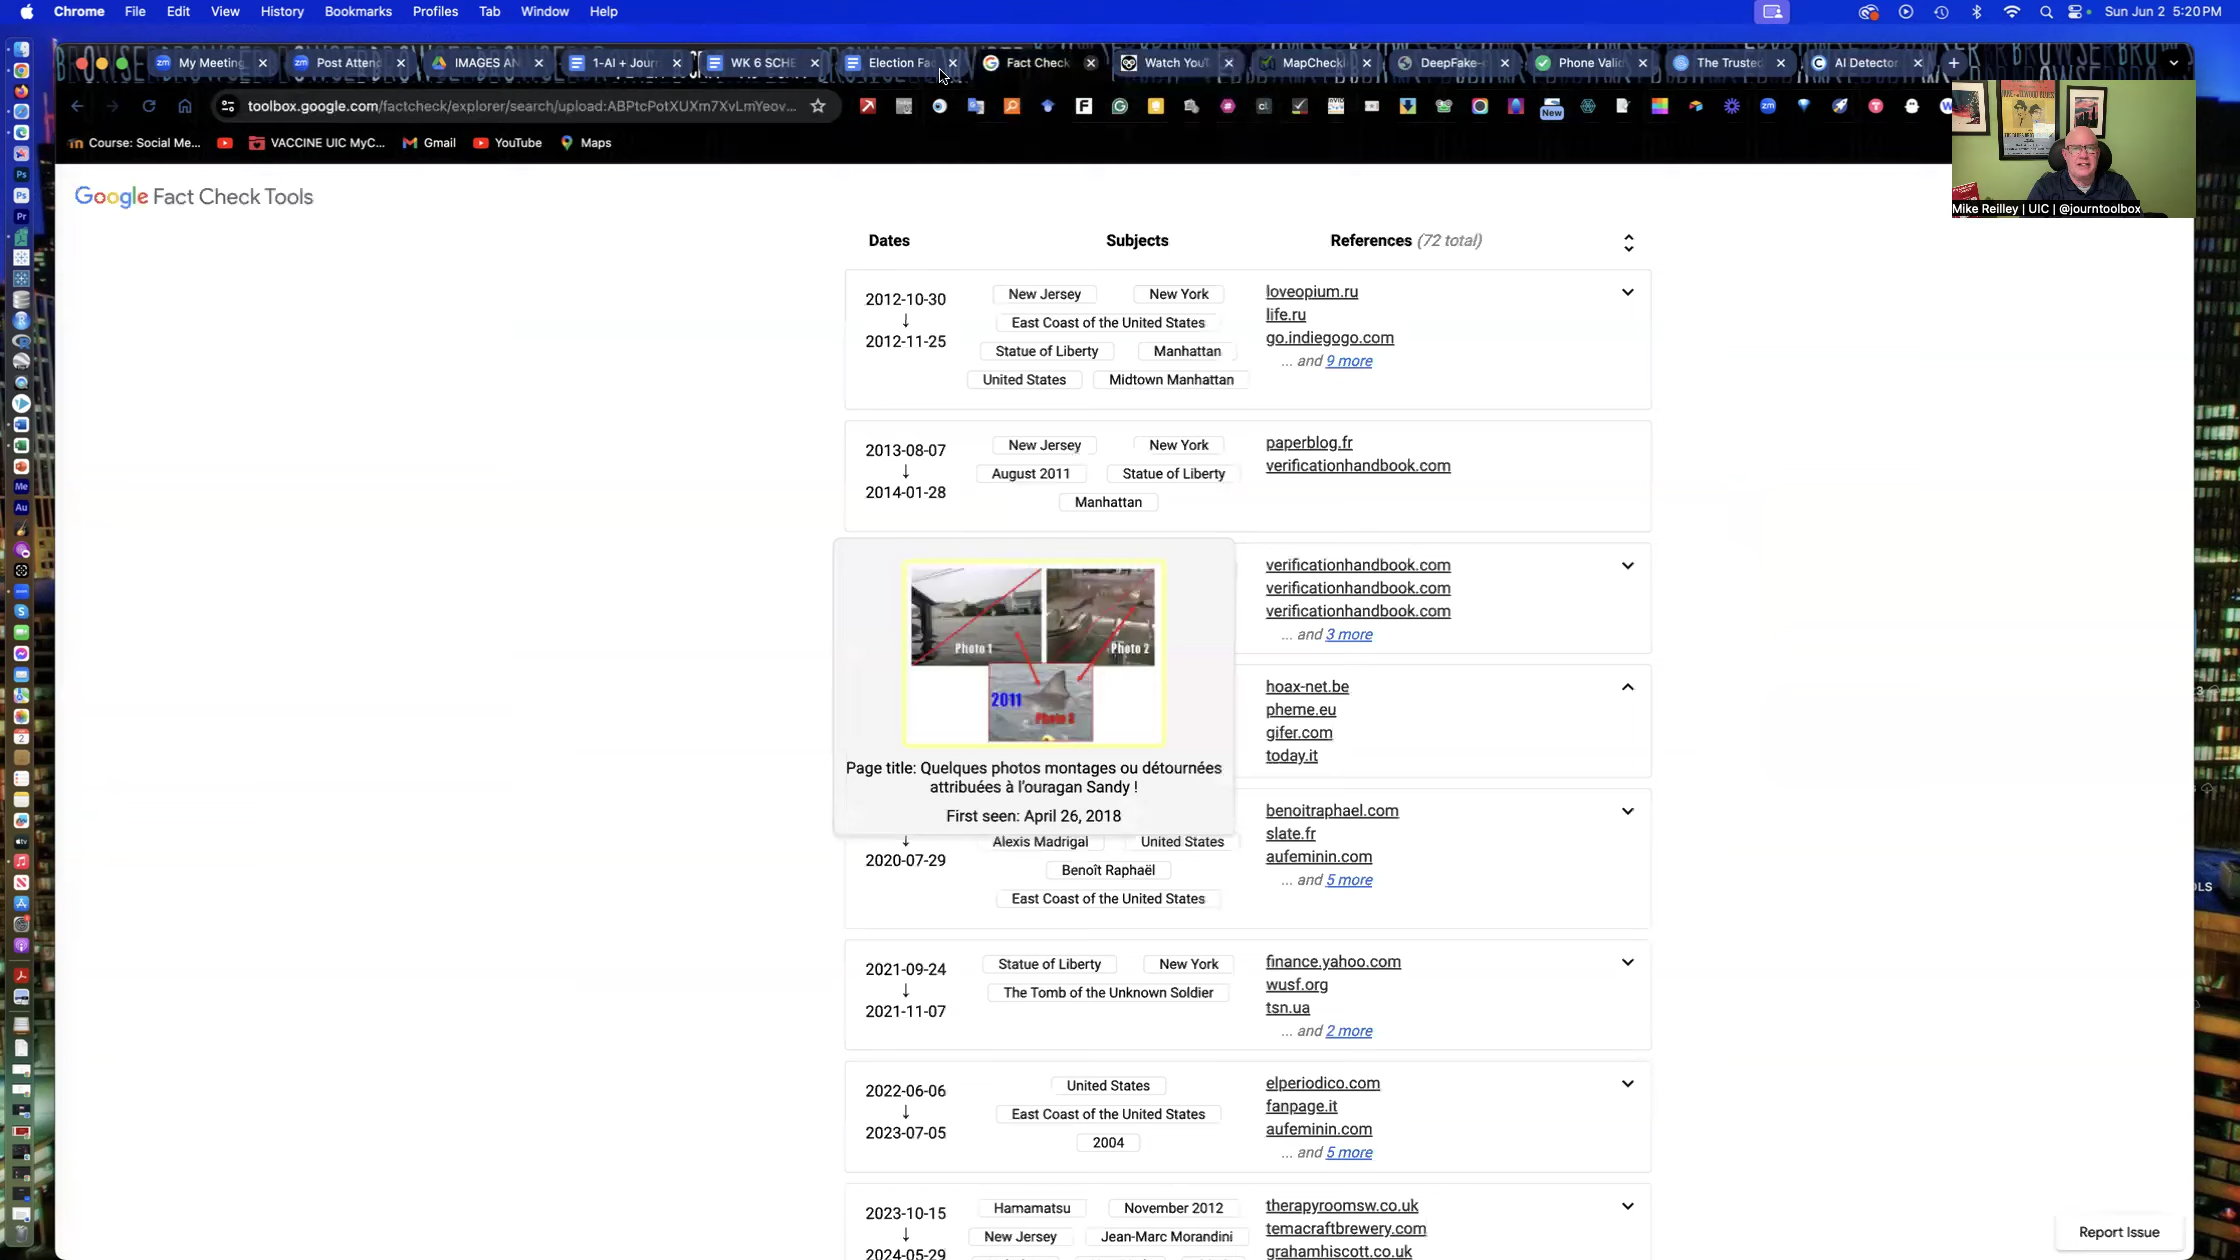 Chrome File Edit View History Bookmarks Profiles Tab Window Help
Sun Jun 2 5:20 PM
My Meeting
Post Attend
IMAGES AN
1-AI + Journ
WK 6 SCHE
Election Fac
Fact Check
Watch YouT
MapChecki
DeepFake-
Phone Valid
The Trusted
AI Detector
toolbox.google.com/factcheck/explorer/search/upload:ABPtcPotXUXm7XvLmYeov...
New
Course: Social Me...
VACCINE UIC MyC...
Gmail
YouTube
Maps
Mike Reilley | UIC | @journtoolbox
Google Fact Check Tools
Dates Subjects References (72 total)
2012-10-30
↓
2012-11-25
New Jersey New York
East Coast of the United States
Statue of Liberty Manhattan
United States Midtown Manhattan
loveopium.ru
life.ru
go.indiegogo.com
... and 9 more
2013-08-07
↓
2014-01-28
New Jersey New York
August 2011 Statue of Liberty
Manhattan
paperblog.fr
verificationhandbook.com
verificationhandbook.com
verificationhandbook.com
verificationhandbook.com
... and 3 more
Photo 1
Photo 2
2011
Photo 3
Page title: Quelques photos montages ou détournées
attribuées à l'ouragan Sandy !
First seen: April 26, 2018
hoax-net.be
pheme.eu
gifer.com
today.it
↓
2020-07-29
Alexis Madrigal United States
Benoît Raphaël
East Coast of the United States
benoitraphael.com
slate.fr
aufeminin.com
... and 5 more
2021-09-24
↓
2021-11-07
Statue of Liberty New York
The Tomb of the Unknown Soldier
finance.yahoo.com
wusf.org
tsn.ua
... and 2 more
2022-06-06
↓
2023-07-05
United States
East Coast of the United States
2004
elperiodico.com
fanpage.it
aufeminin.com
... and 5 more
2023-10-15
↓
2024-05-29
Hamamatsu November 2012
New Jersey Jean-Marc Morandini
therapyroomsw.co.uk
temacraftbrewery.com
grahamhiscott.co.uk
Report Issue